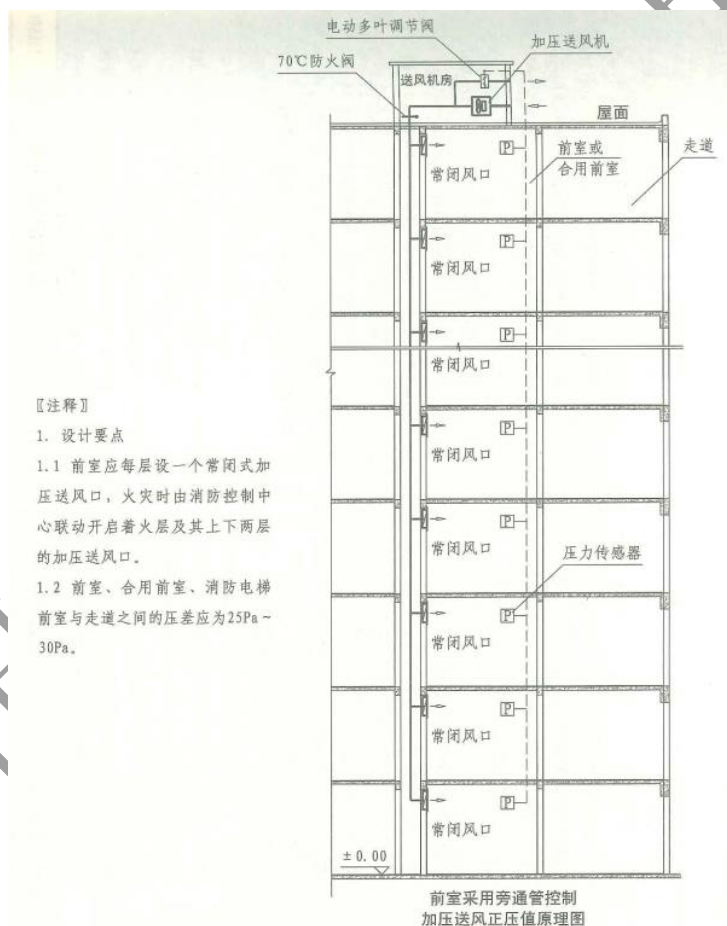 电动多叶调节阀
加压送风机
70℃防火阀
送风机房
屋面
前室或
合用前室
走道
P
常闭风口
P
常闭风口
P
常闭风口
P
常闭风口
P
常闭风口
压力传感器
P
常闭风口
P
常闭风口
P
常闭风口
±0.00
〖注释〗
1. 设计要点
1.1 前室应每层设一个常闭式加
压送风口,火灾时由消防控制中
心联动开启着火层及其上下两层
的加压送风口。
1.2 前室、合用前室、消防电梯
前室与走道之间的压差应为25Pa~
30Pa。
前室采用旁通管控制
加压送风正压值原理图